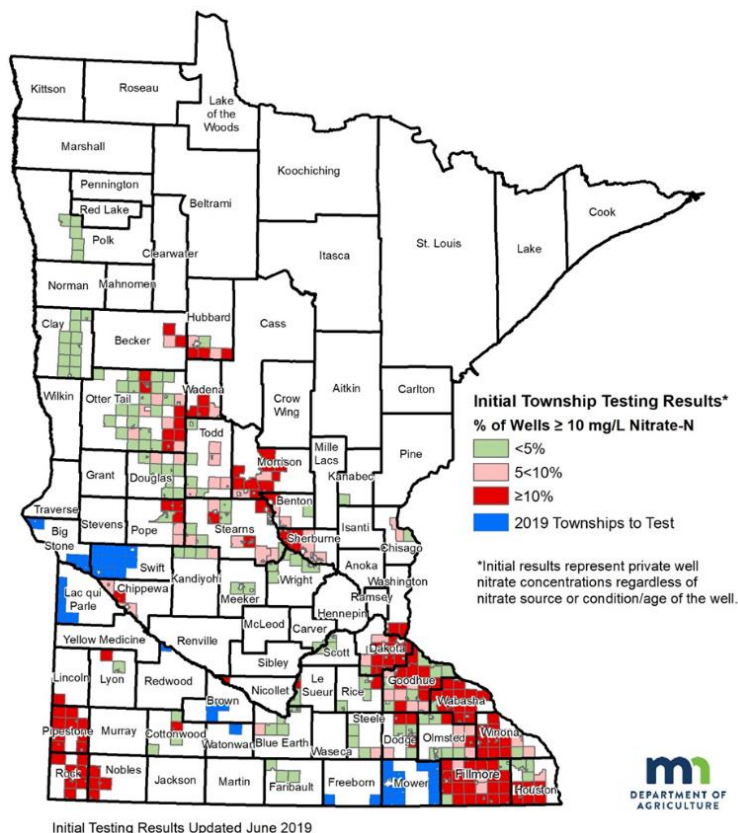 Kittson
Roseau
Lake
of the
Woods
Marshall
Koochiching
Pennington
Beltrami
Red Lake
Cook
Polk
St. Louis
Lake
Clearwater
Itasca
Norman
Mahnomen
Hubbard
Clay
Becker
Cass
Wadena
Aitkin
Carlton
Wilkin
Otter Tail
Crow
Wing
Todd
Mille
Lacs
Pine
Morrison
Kanabec
Grant
Douglas
Benton
Traverse
Stevens
Pope
Stearns
Isanti
Big
Stone
Sherburne
Chisago
Swift
Anoka
Kandiyohi
Wright
Washington
Lac qui
Parle
Chippewa
Meeker
Ramsey
Hennepin
McLeod
Carver
Yellow Medicine
Renville
Scott
Dakota
Sibley
Lincoln
Lyon
Redwood
Nicollet
Le
Sueur
Rice
Goodhue
Wabasha
Brown
Steele
Pipestone
Murray
Cottonwood
Watonwan
Blue Earth
Waseca
Dodge
Olmsted
Winona
Rock
Nobles
Jackson
Martin
Faribault
Freeborn
Mower
Fillmore
Houston
Initial Township Testing Results*
% of Wells ≥ 10 mg/L Nitrate-N
<5%
5<10%
≥10%
2019 Townships to Test
*Initial results represent private well
nitrate concentrations regardless of
nitrate source or condition/age of the well.
mn
DEPARTMENT OF
AGRICULTURE
Initial Testing Results Updated June 2019